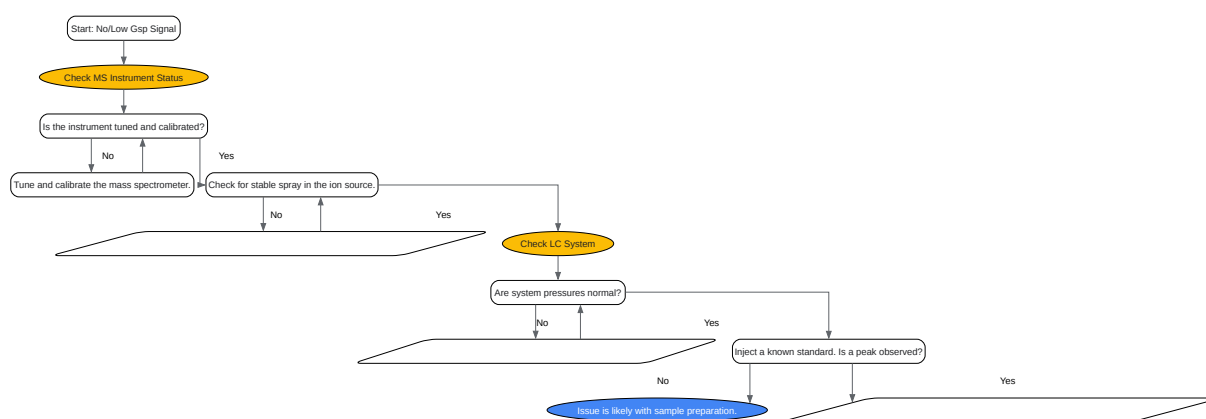 Start: No/Low Gsp Signal
Check MS Instrument Status
Is the instrument tuned and calibrated?
No
Yes
Tune and calibrate the mass spectrometer.
Check for stable spray in the ion source.
No
Yes
Check LC System
Are system pressures normal?
No
Yes
Inject a known standard. Is a peak observed?
No
Yes
Issue is likely with sample preparation.